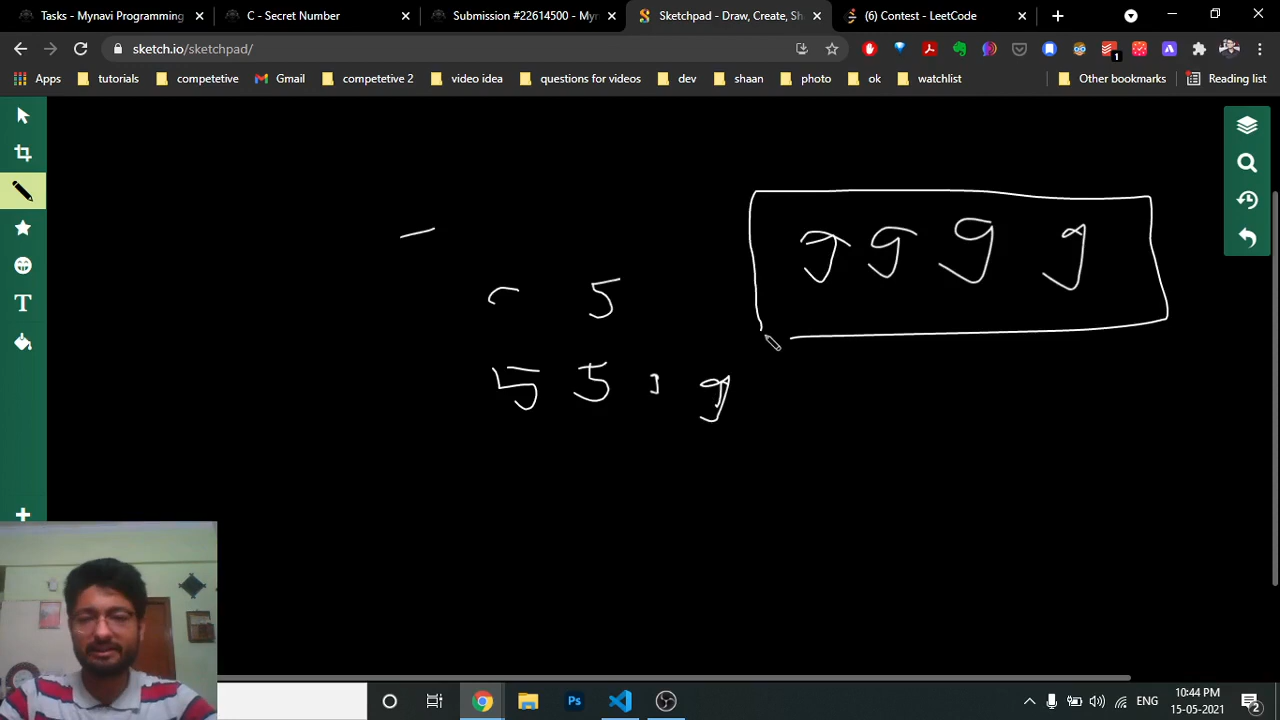 Tasks - Mynavi Programming
C - Secret Number
Submission #22614500 - My
Sketchpad - Draw, Create, Sh
(6) Contest - LeetCode
sketch.io/sketchpad/
1
Apps tutorials competetive Gmail competetive 2 video idea questions for videos dev shaan photo ok watchlist Other bookmarks Reading list
T
9 9 9 9
5
5 5 9
Ps
ENG
10:44 PM
15-05-2021
2